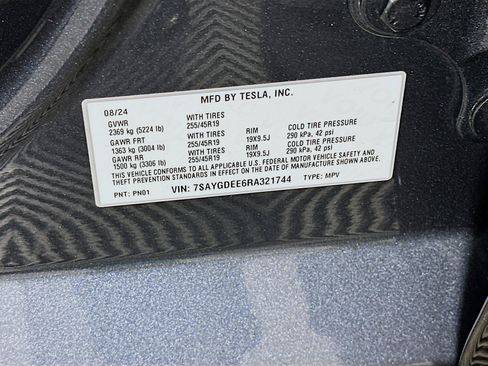 MFD BY TESLA, INC.
08/24
GVWR WITH TIRES
2369 kg (5224 lb) 255/45R19
GAWR FRT WITH TIRES RIM COLD TIRE PRESSURE
1363 kg (3004 lb) 255/45R19 19X9.5J 290 kPa, 42 psi
GAWR RR WITH TIRES RIM COLD TIRE PRESSURE
1500 kg (3306 lb) 255/45R19 19X9.5J 290 kPa, 42 psi
THIS VEHICLE CONFORMS TO ALL APPLICABLE U.S. FEDERAL MOTOR VEHICLE SAFETY AND
THEFT PREVENTION STANDARDS IN EFFECT ON THE DATE OF MANUFACTURE SHOWN ABOVE.
PNT: PN01 VIN: 7SAYGDEE6RA321744 TYPE: MPV